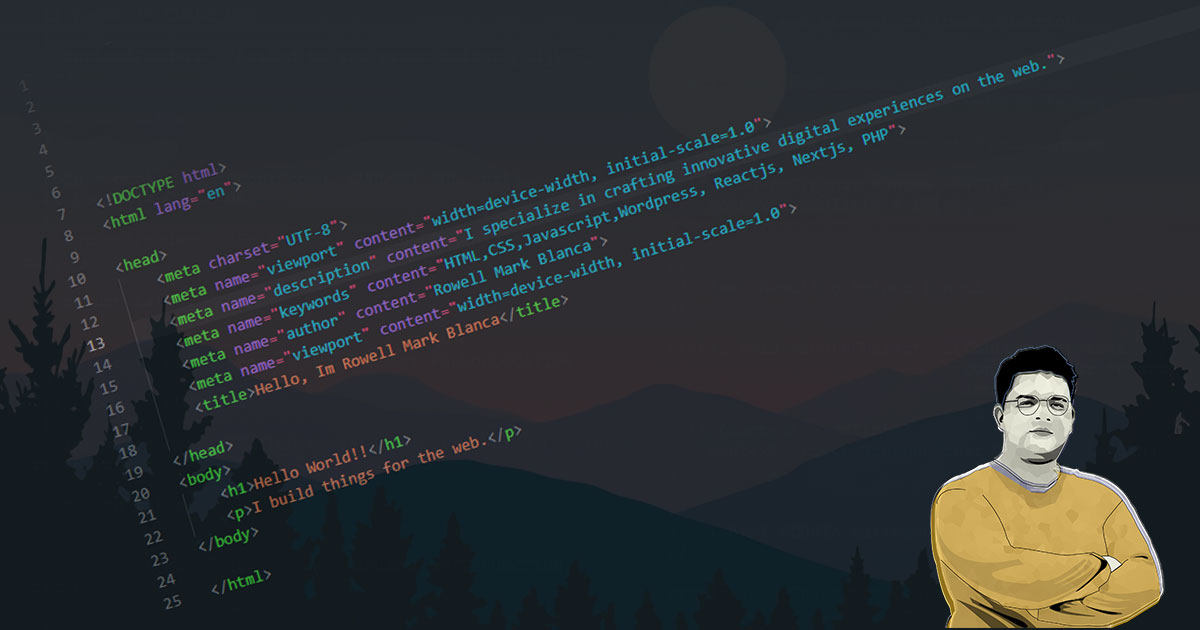 1
2
3
4
5
6 <!DOCTYPE html>
7 <html lang="en">
8
9 <head>
10 <meta charset="UTF-8">
11 <meta name="viewport" content="width=device-width, initial-scale=1.0">
12 <meta name="description" content="I specialize in crafting innovative digital experiences on the web.">
13 <meta name="keywords" content="HTML,CSS,Javascript,Wordpress, Reactjs, Nextjs, PHP">
14 <meta name="author" content="Rowell Mark Blanca">
15 <meta name="viewport" content="width=device-width, initial-scale=1.0">
16 <title>Hello, Im Rowell Mark Blanca</title>
17
18 </head>
19 <body>
20 <h1>Hello World!!</h1>
21 <p>I build things for the web.</p>
22 </body>
23
24 </html>
25